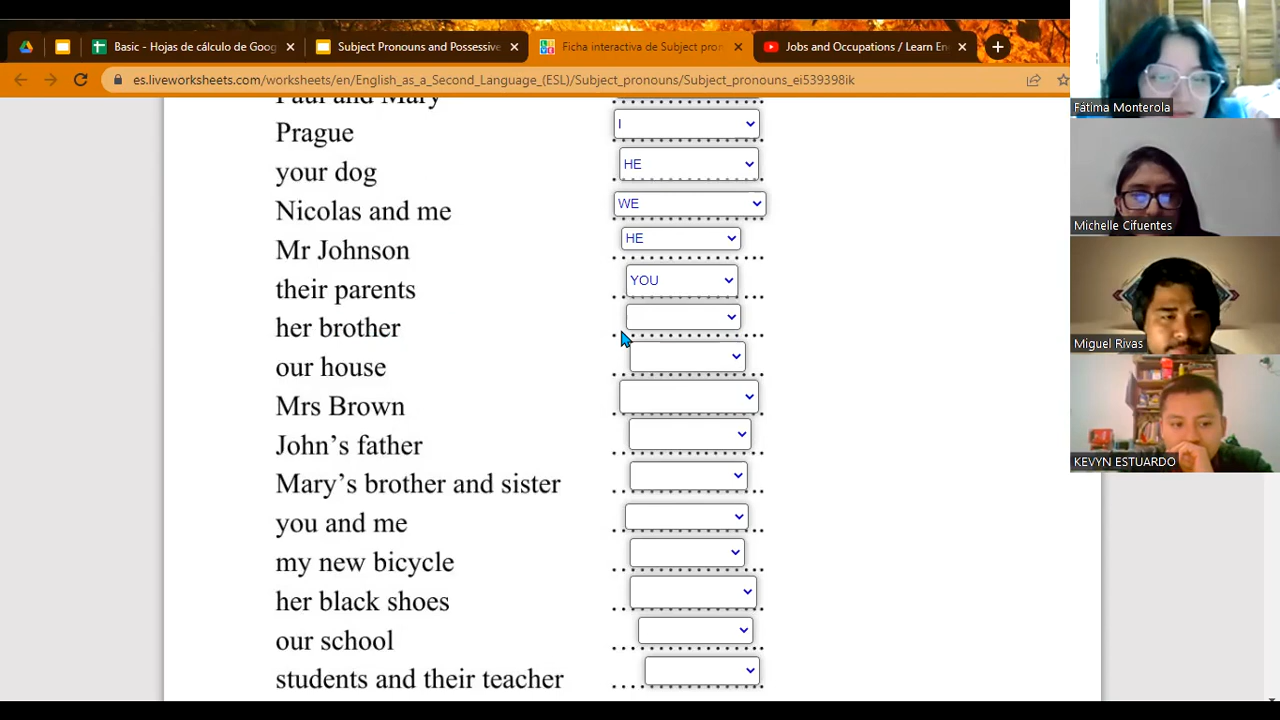 Basic - Hojas de cálculo de Goog
Subject Pronouns and Possessive
Ficha interactiva de Subject pron
Jobs and Occupations / Learn En
es.liveworksheets.com/worksheets/en/English_as_a_Second_Language_(ESL)/Subject_pronouns/Subject_pronouns_ei539398ik
Paul and Mary
Prague I
your dog HE
Nicolas and me WE
Mr Johnson HE
their parents YOU
her brother
our house
Mrs Brown
John's father
Mary's brother and sister
you and me
my new bicycle
her black shoes
our school
students and their teacher
Fátima Monterola
Michelle Cifuentes
Miguel Rivas
KEVYN ESTUARDO